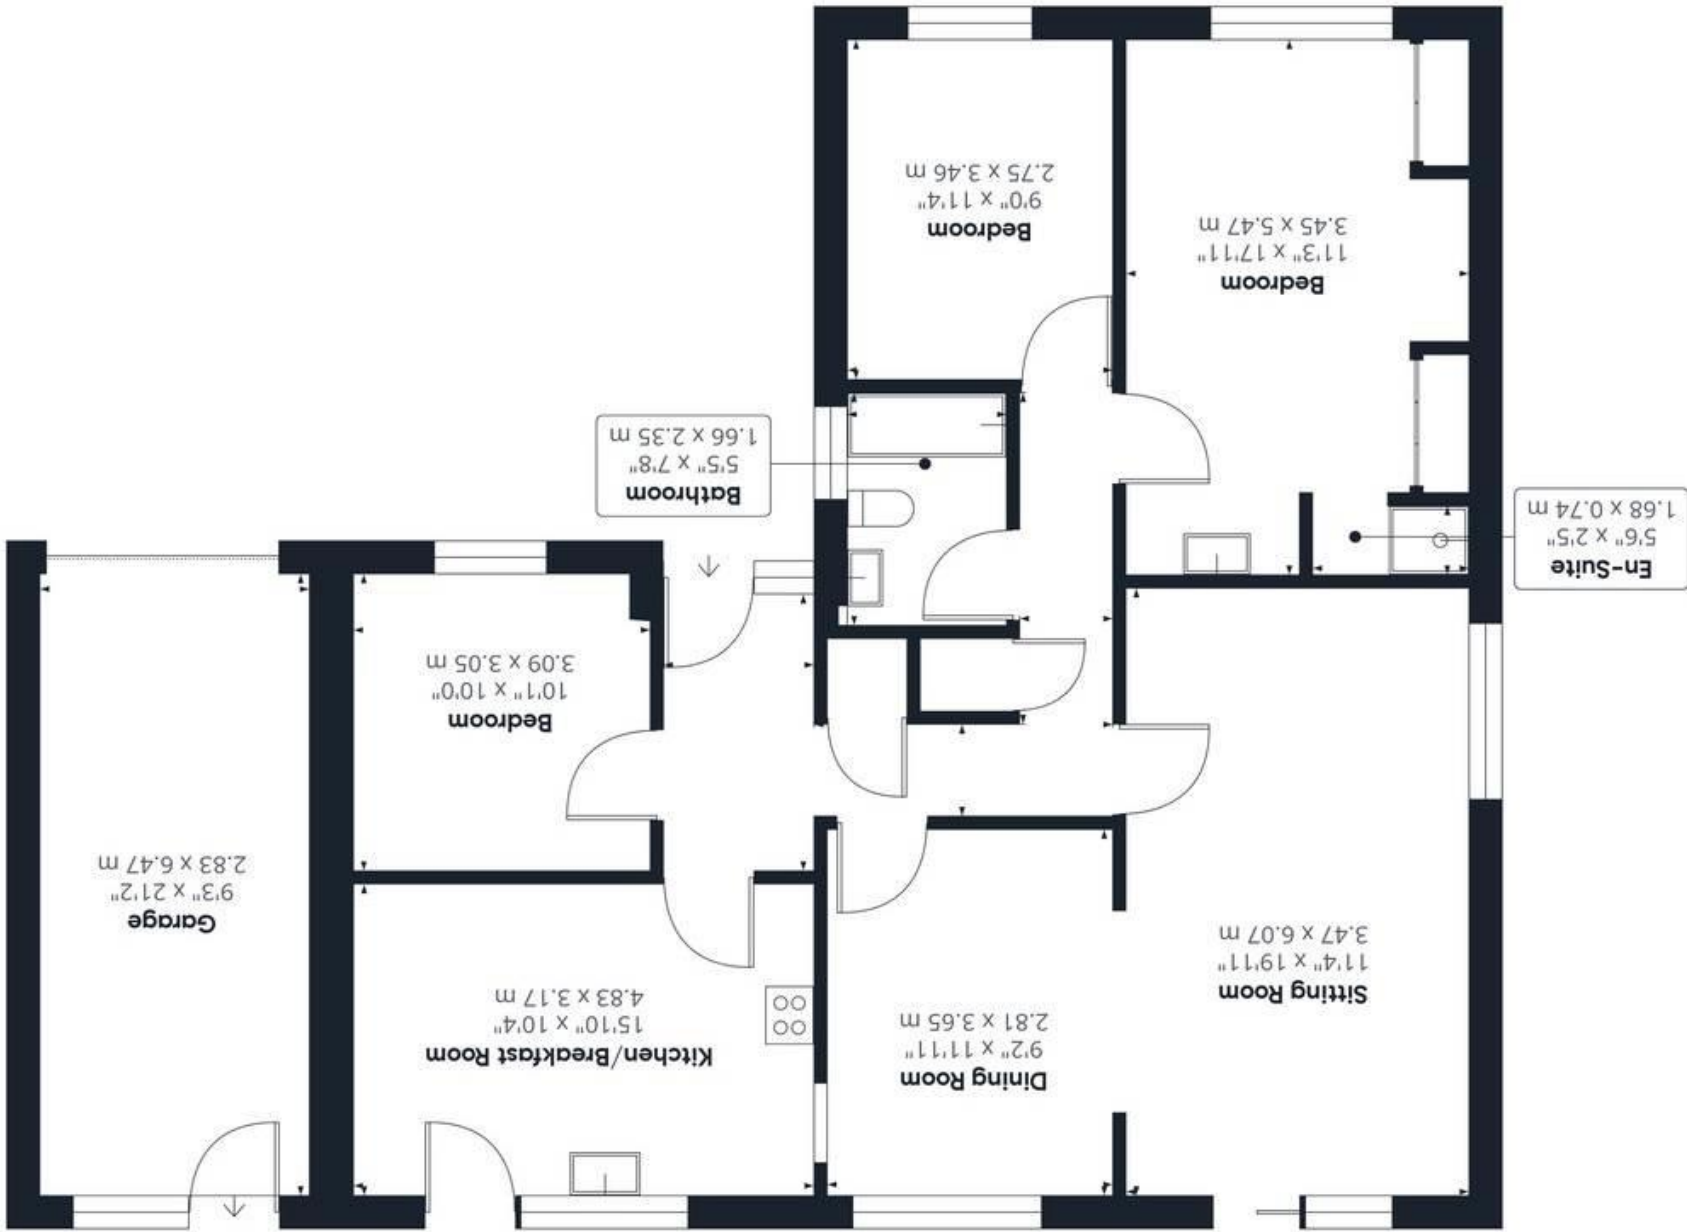 Sitting Room
11'4" x 19'11"
3.47 x 6.07 m
Dining Room
9'2" x 11'11"
2.81 x 3.65 m
Kitchen/Breakfast Room
15'10" x 10'4"
4.83 x 3.17 m
Garage
9'3" x 21'2"
2.83 x 6.47 m
Bedroom
10'1" x 10'0"
3.09 x 3.05 m
En-Suite
5'6" x 2'5"
1.68 x 0.74 m
Bathroom
5'5" x 7'8"
1.66 x 2.35 m
Bedroom
11'3" x 17'11"
3.45 x 5.47 m
Bedroom
9'0" x 11'4"
2.75 x 3.46 m